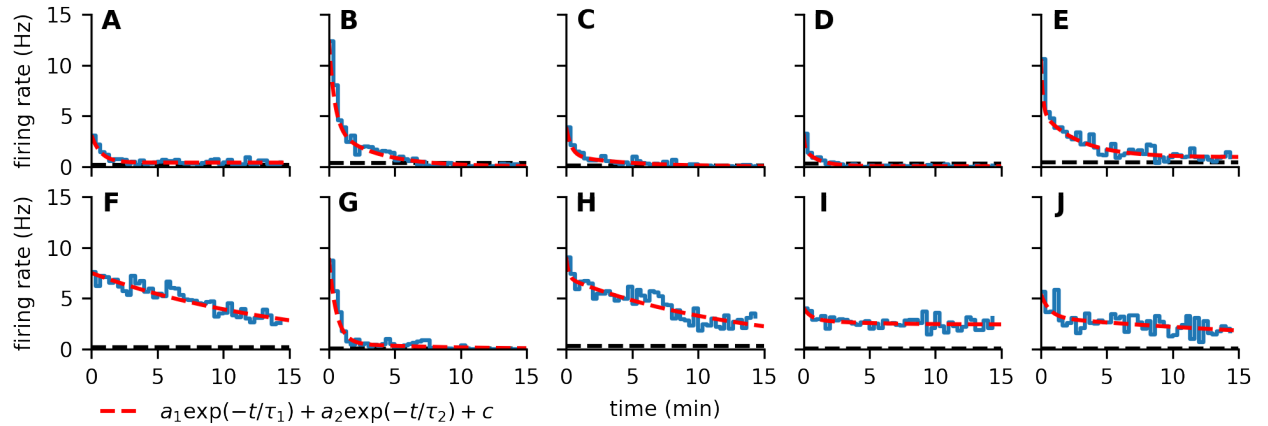 A B C D E
firing rate (Hz)
15
10
5
0
F G H I J
firing rate (Hz)
15
10
5
0
0 5 10 15 0 5 10 15 0 5 10 15 0 5 10 15 0 5 10 15
time (min)
a₁exp(−t/τ₁) + a₂exp(−t/τ₂) + c